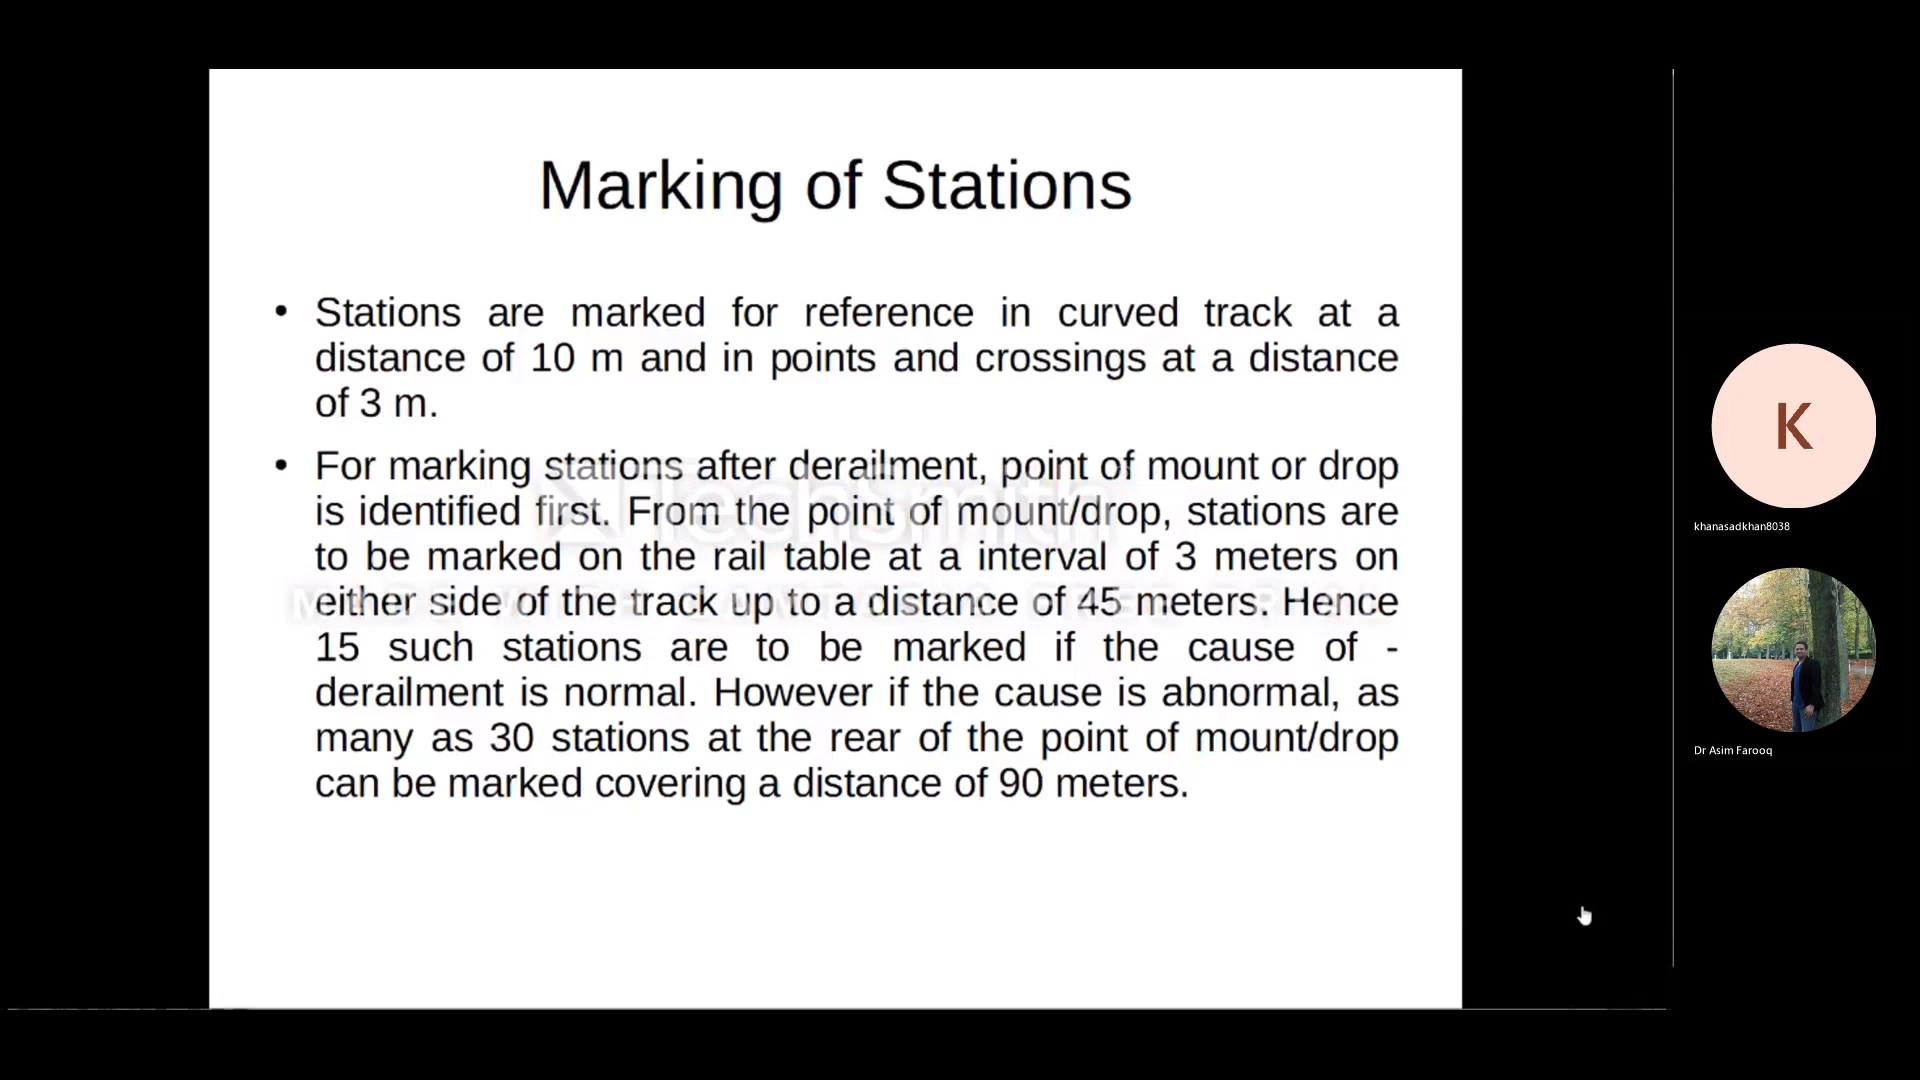 Marking of Stations
• Stations are marked for reference in curved track at a
distance of 10 m and in points and crossings at a distance
of 3 m.
• For marking stations after derailment, point of mount or drop
is identified first. From the point of mount/drop, stations are
to be marked on the rail table at a interval of 3 meters on
either side of the track up to a distance of 45 meters. Hence
15 such stations are to be marked if the cause of -
derailment is normal. However if the cause is abnormal, as
many as 30 stations at the rear of the point of mount/drop
can be marked covering a distance of 90 meters.
TechSmith
K
khanasadkhan8038
Dr Asim Farooq